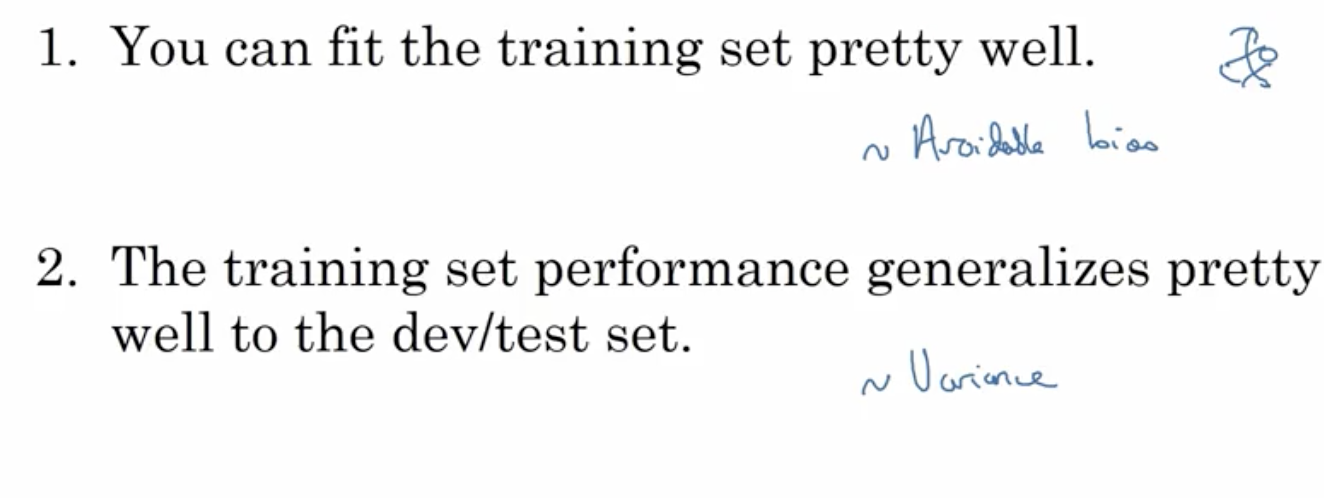 1. You can fit the training set pretty well.
~ Avoidable bias
2. The training set performance generalizes pretty
well to the dev/test set.
~ Variance